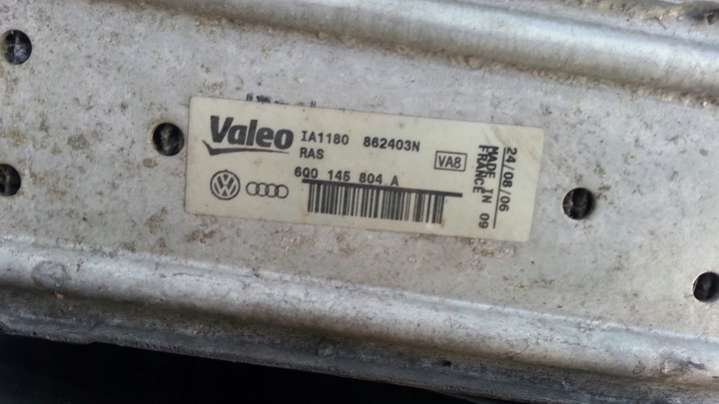 Valeo IA1180 862403N
RAS
VA8
6Q0 145 804 A
24/08/06
MADE IN 09
FRANCE